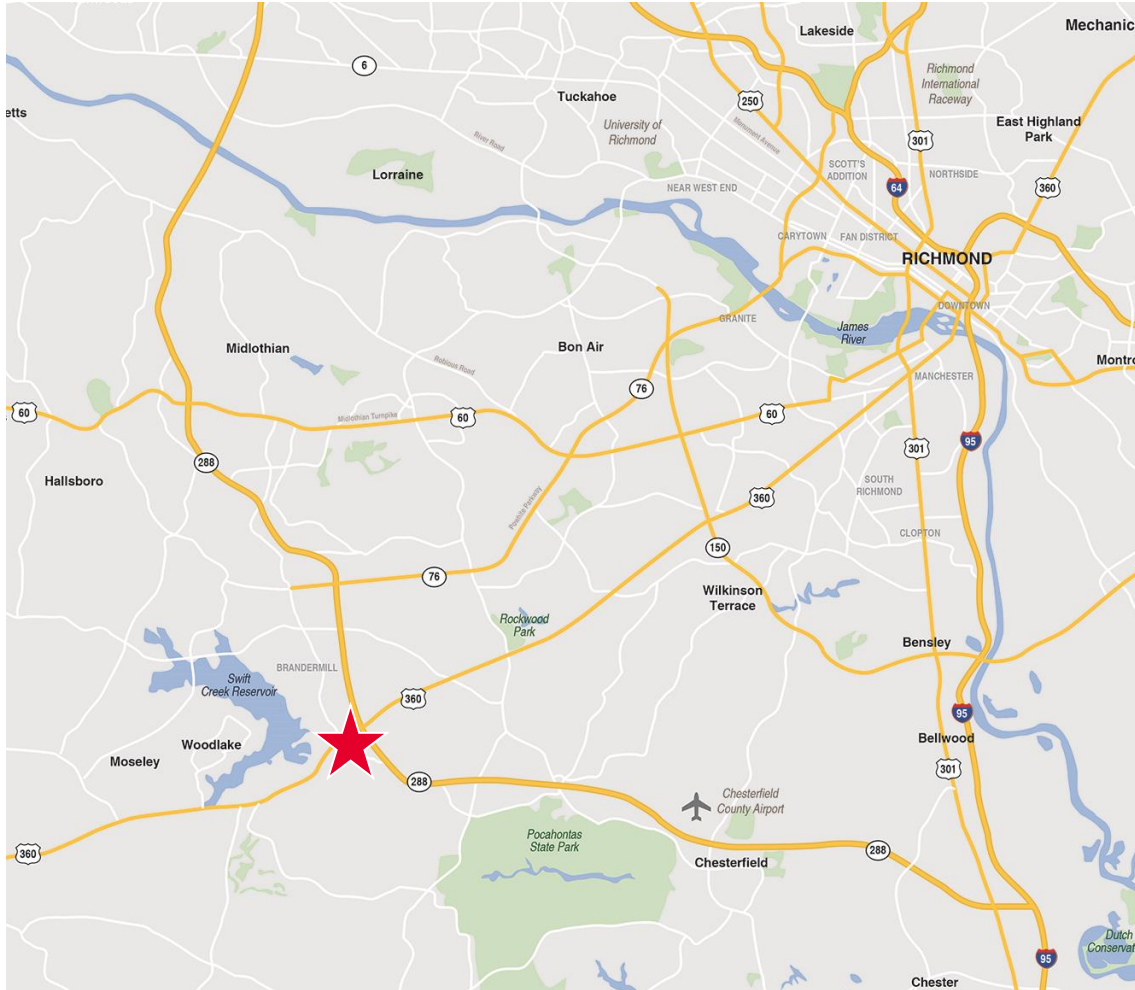 Lakeside
Mechanic
6
Richmond
International
Raceway
Tuckahoe
250
etts
University of
Richmond
East Highland
Park
Monument Avenue
River Road
301
SCOTT'S
ADDITION
Lorraine
NORTHSIDE
NEAR WEST END
64
360
CARYTOWN
FAN DISTRICT
RICHMOND
DOWNTOWN
GRANITE
James
River
Midlothian
Bon Air
Robious Road
Montro
MANCHESTER
76
60
Midlothian Turnpike
60
60
95
301
288
Hallsboro
SOUTH
RICHMOND
Powhite Parkway
360
CLOPTON
150
76
Wilkinson
Terrace
Rockwood
Park
Bensley
BRANDERMILL
Swift
Creek Reservoir
360
95
Woodlake
Bellwood
Moseley
301
288
Chesterfield
County Airport
Pocahontas
State Park
360
288
Chesterfield
Dutch
Conservat
95
Chester